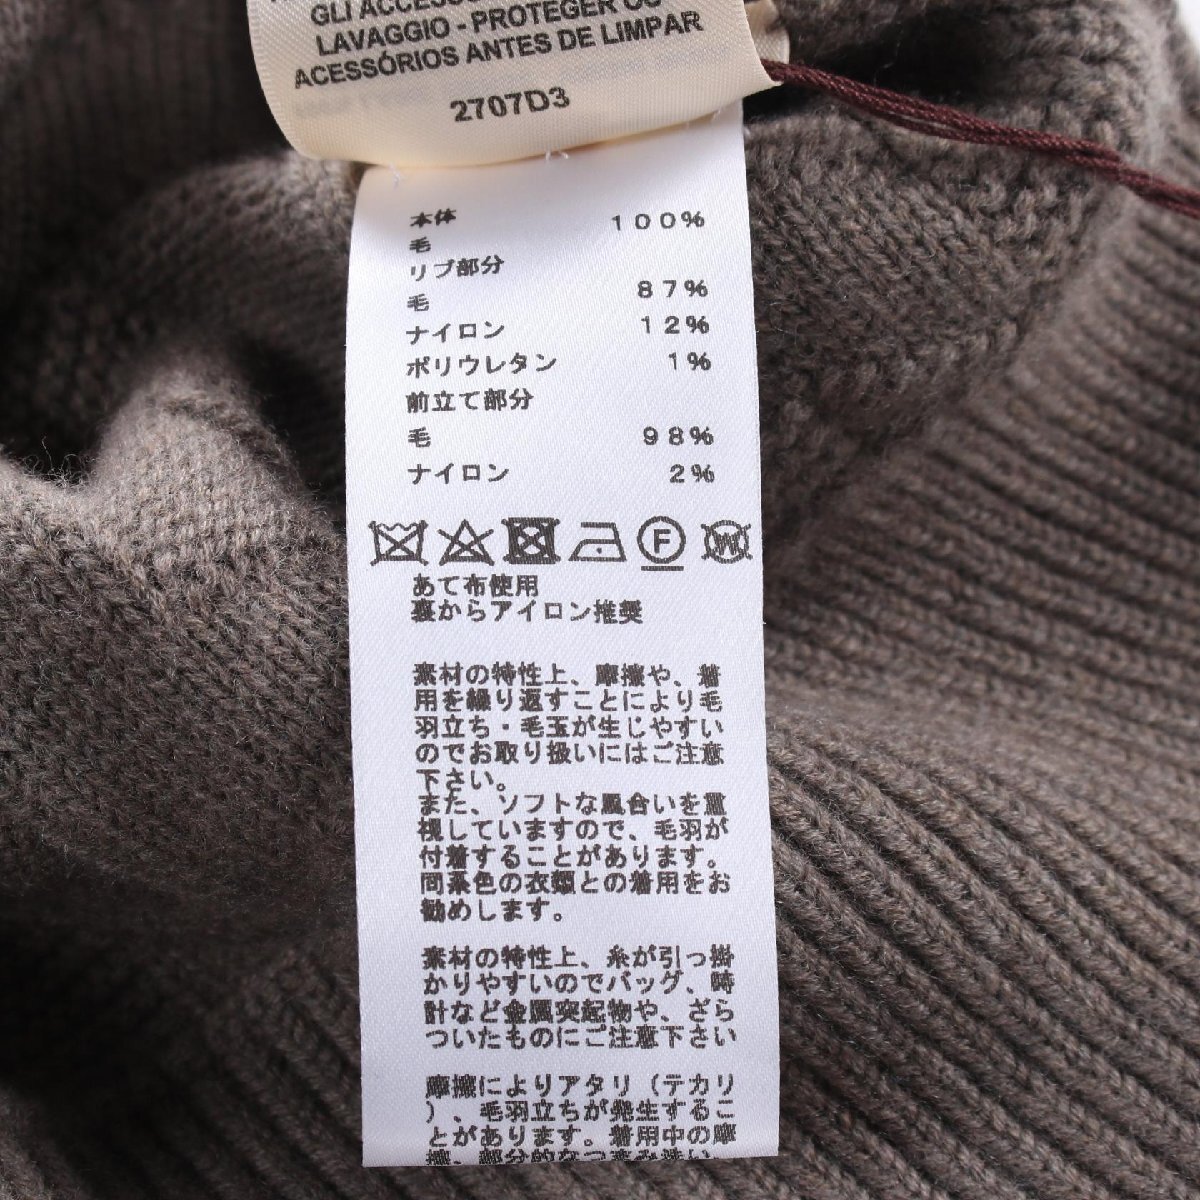 GLI ACCESSO
LAVAGGIO - PROTEGER OS
ACESSÓRIOS ANTES DE LIMPAR
2707D3
本体 100%
毛
リブ部分
毛 87%
ナイロン 12%
ポリウレタン 1%
前立て部分
毛 98%
ナイロン 2%
F W
あて布使用
裏からアイロン推奨
素材の特性上、摩擦や、着
用を繰り返すことにより毛
羽立ち・毛玉が生じやすい
のでお取り扱いにはご注意
下さい。
また、ソフトな風合いを重
視していますので、毛羽が
付着することがあります。
同系色の衣類との着用をお
勧めします。
素材の特性上、糸が引っ掛
かりやすいのでバッグ、時
計など金属突起物や、ざら
ついたものにご注意下さい
摩擦によりアタリ（テカリ
）、毛羽立ちが発生するこ
とがあります。着用中の摩
擦、部分的なつまみ洗い、